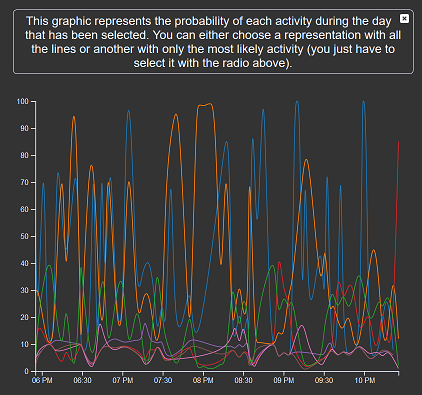 This graphic represents the probability of each activity during the day
that has been selected. You can either choose a representation with all
the lines or another with only the most likely activity (you just have to
select it with the radio above).
100
90
80
70
60
50
40
30
20
10
0
06 PM 06:30 07 PM 07:30 08 PM 08:30 09 PM 09:30 10 PM